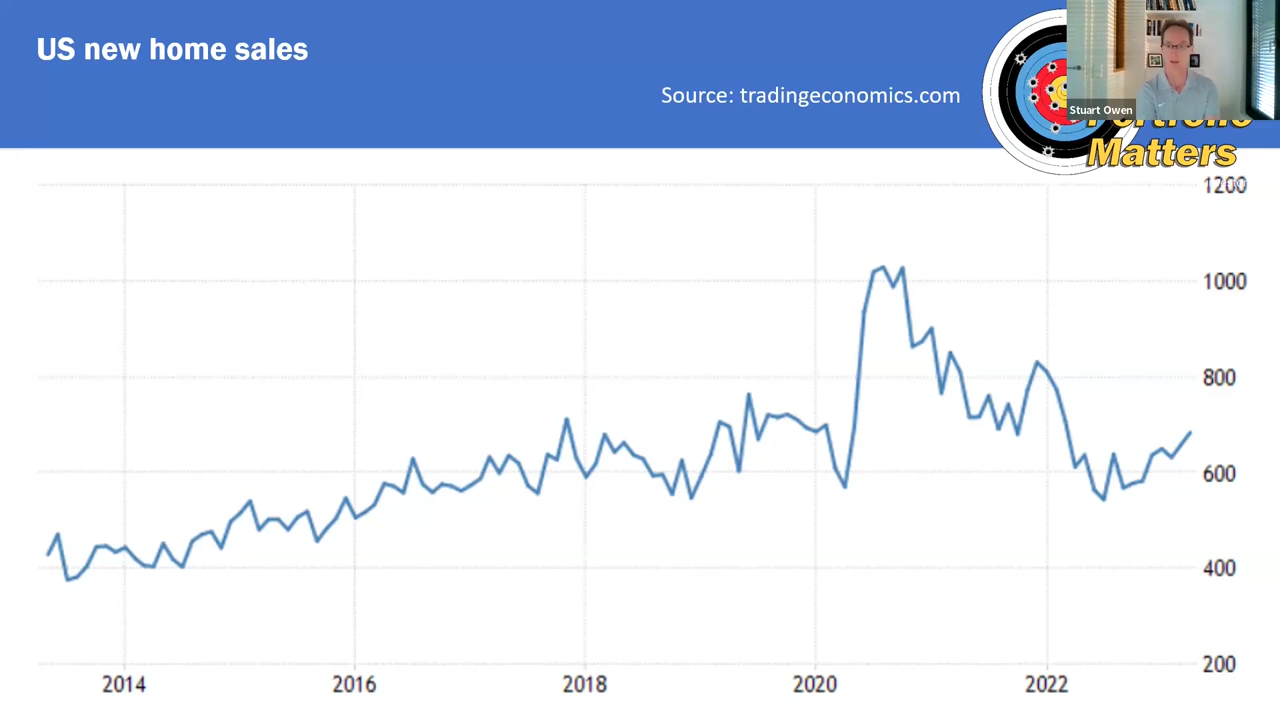 US new home sales
Source: tradingeconomics.com
Stuart Owen
Matters
1200
1000
800
600
400
200
2014 2016 2018 2020 2022